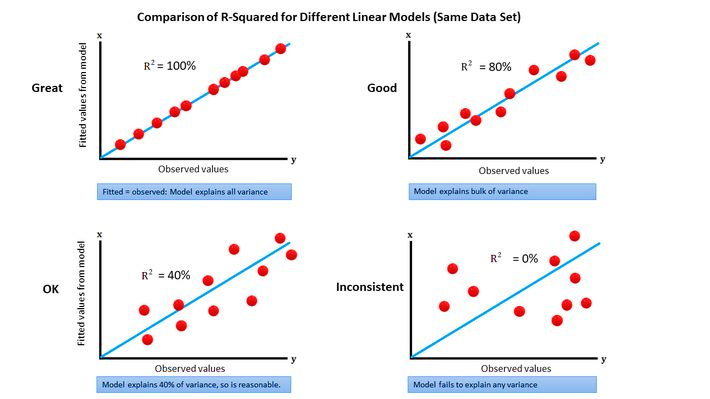 Comparison of R-Squared for Different Linear Models (Same Data Set)
Great
x
Fitted values from model
R² = 100%
y
Observed values
Fitted = observed: Model explains all variance
Good
x
R² = 80%
y
Observed values
Model explains bulk of variance
OK
x
Fitted values from model
R² = 40%
y
Observed values
Model explains 40% of variance, so is reasonable.
Inconsistent
x
R² = 0%
y
Observed values
Model fails to explain any variance